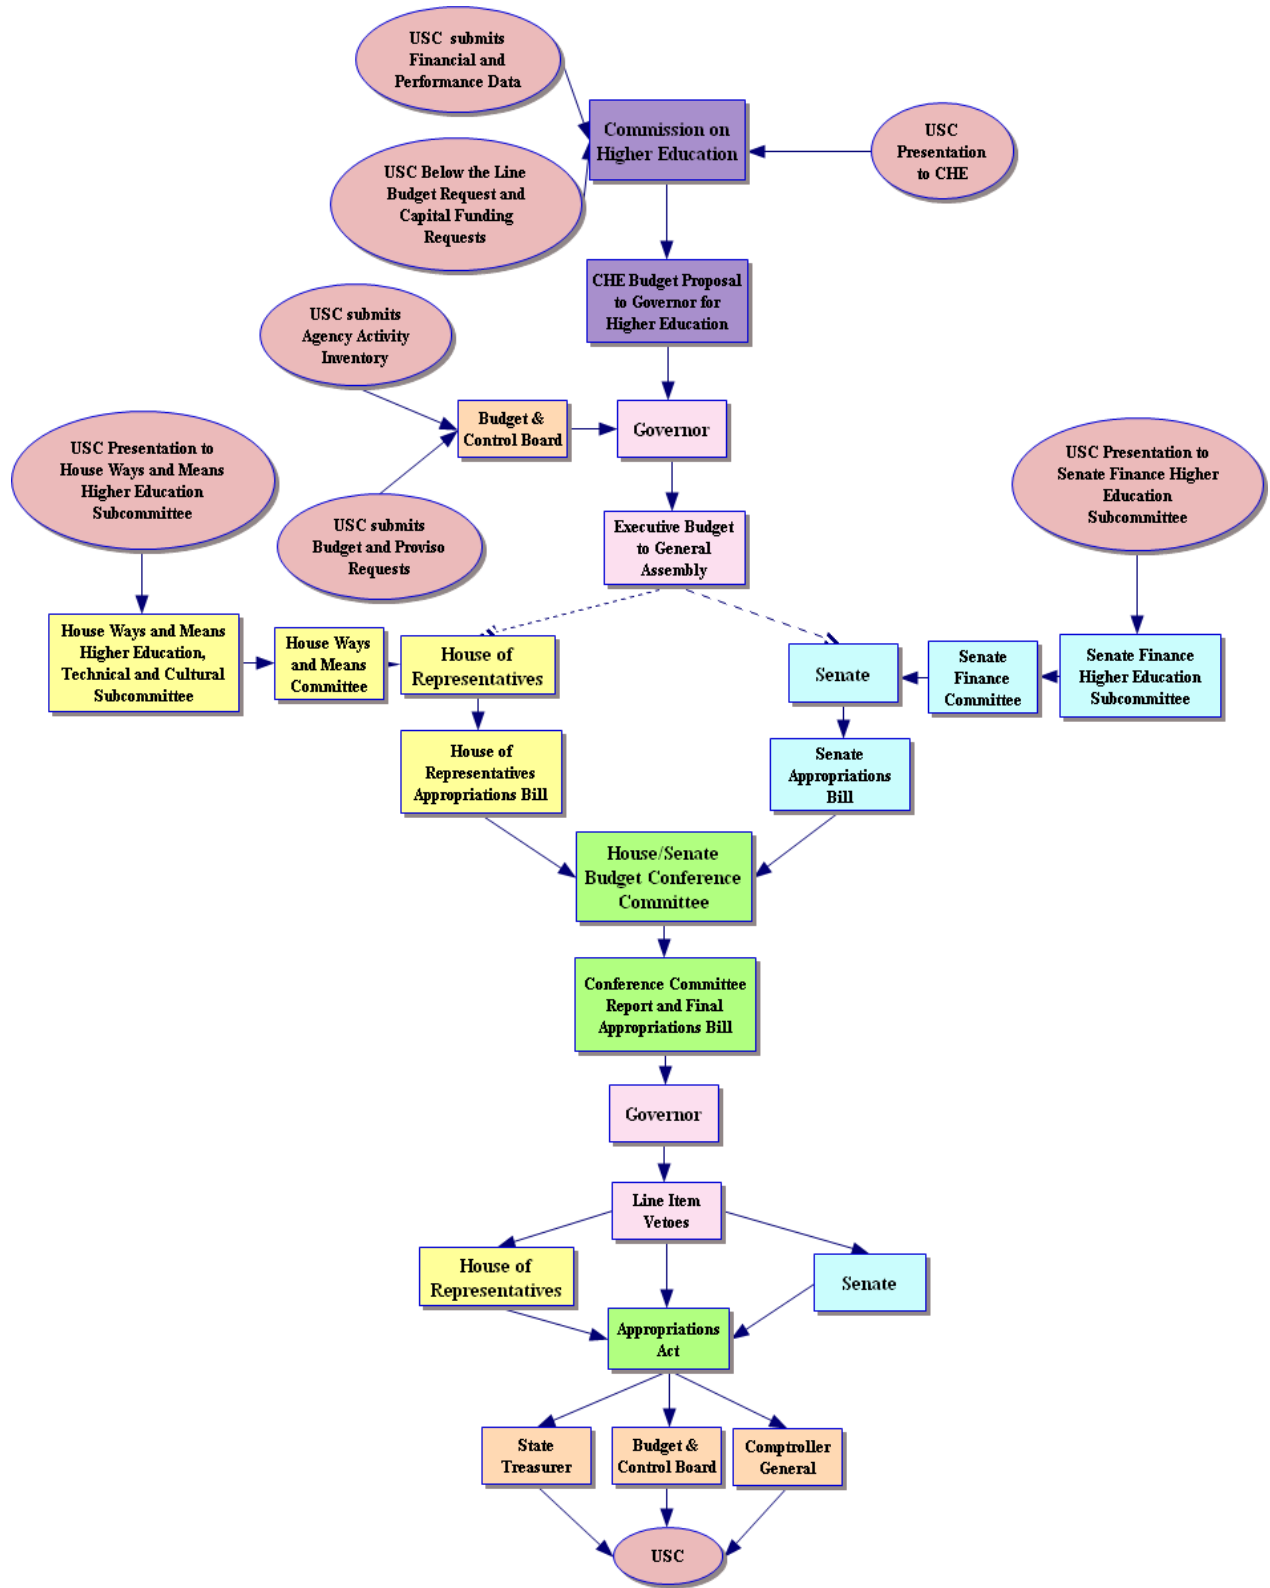 USC submits
Financial and
Performance Data
Commission on
Higher Education
USC
Presentation
to CHE
USC Below the Line
Budget Request and
Capital Funding
Requests
CHE Budget Proposal
to Governor for
Higher Education
USC submits
Agency Activity
Inventory
Budget &
Control Board
Governor
USC Presentation to
House Ways and Means
Higher Education
Subcommittee
USC Presentation to
Senate Finance Higher
Education
Subcommittee
USC submits
Budget and Proviso
Requests
Executive Budget
to General
Assembly
House Ways and Means
Higher Education,
Technical and Cultural
Subcommittee
House Ways
and Means
Committee
House of
Representatives
Senate
Senate
Finance
Committee
Senate Finance
Higher Education
Subcommittee
House of
Representatives
Appropriations Bill
Senate
Appropriations
Bill
House/Senate
Budget Conference
Committee
Conference Committee
Report and Final
Appropriations Bill
Governor
Line Item
Vetoes
House of
Representatives
Senate
Appropriations
Act
State
Treasurer
Budget &
Control Board
Comptroller
General
USC